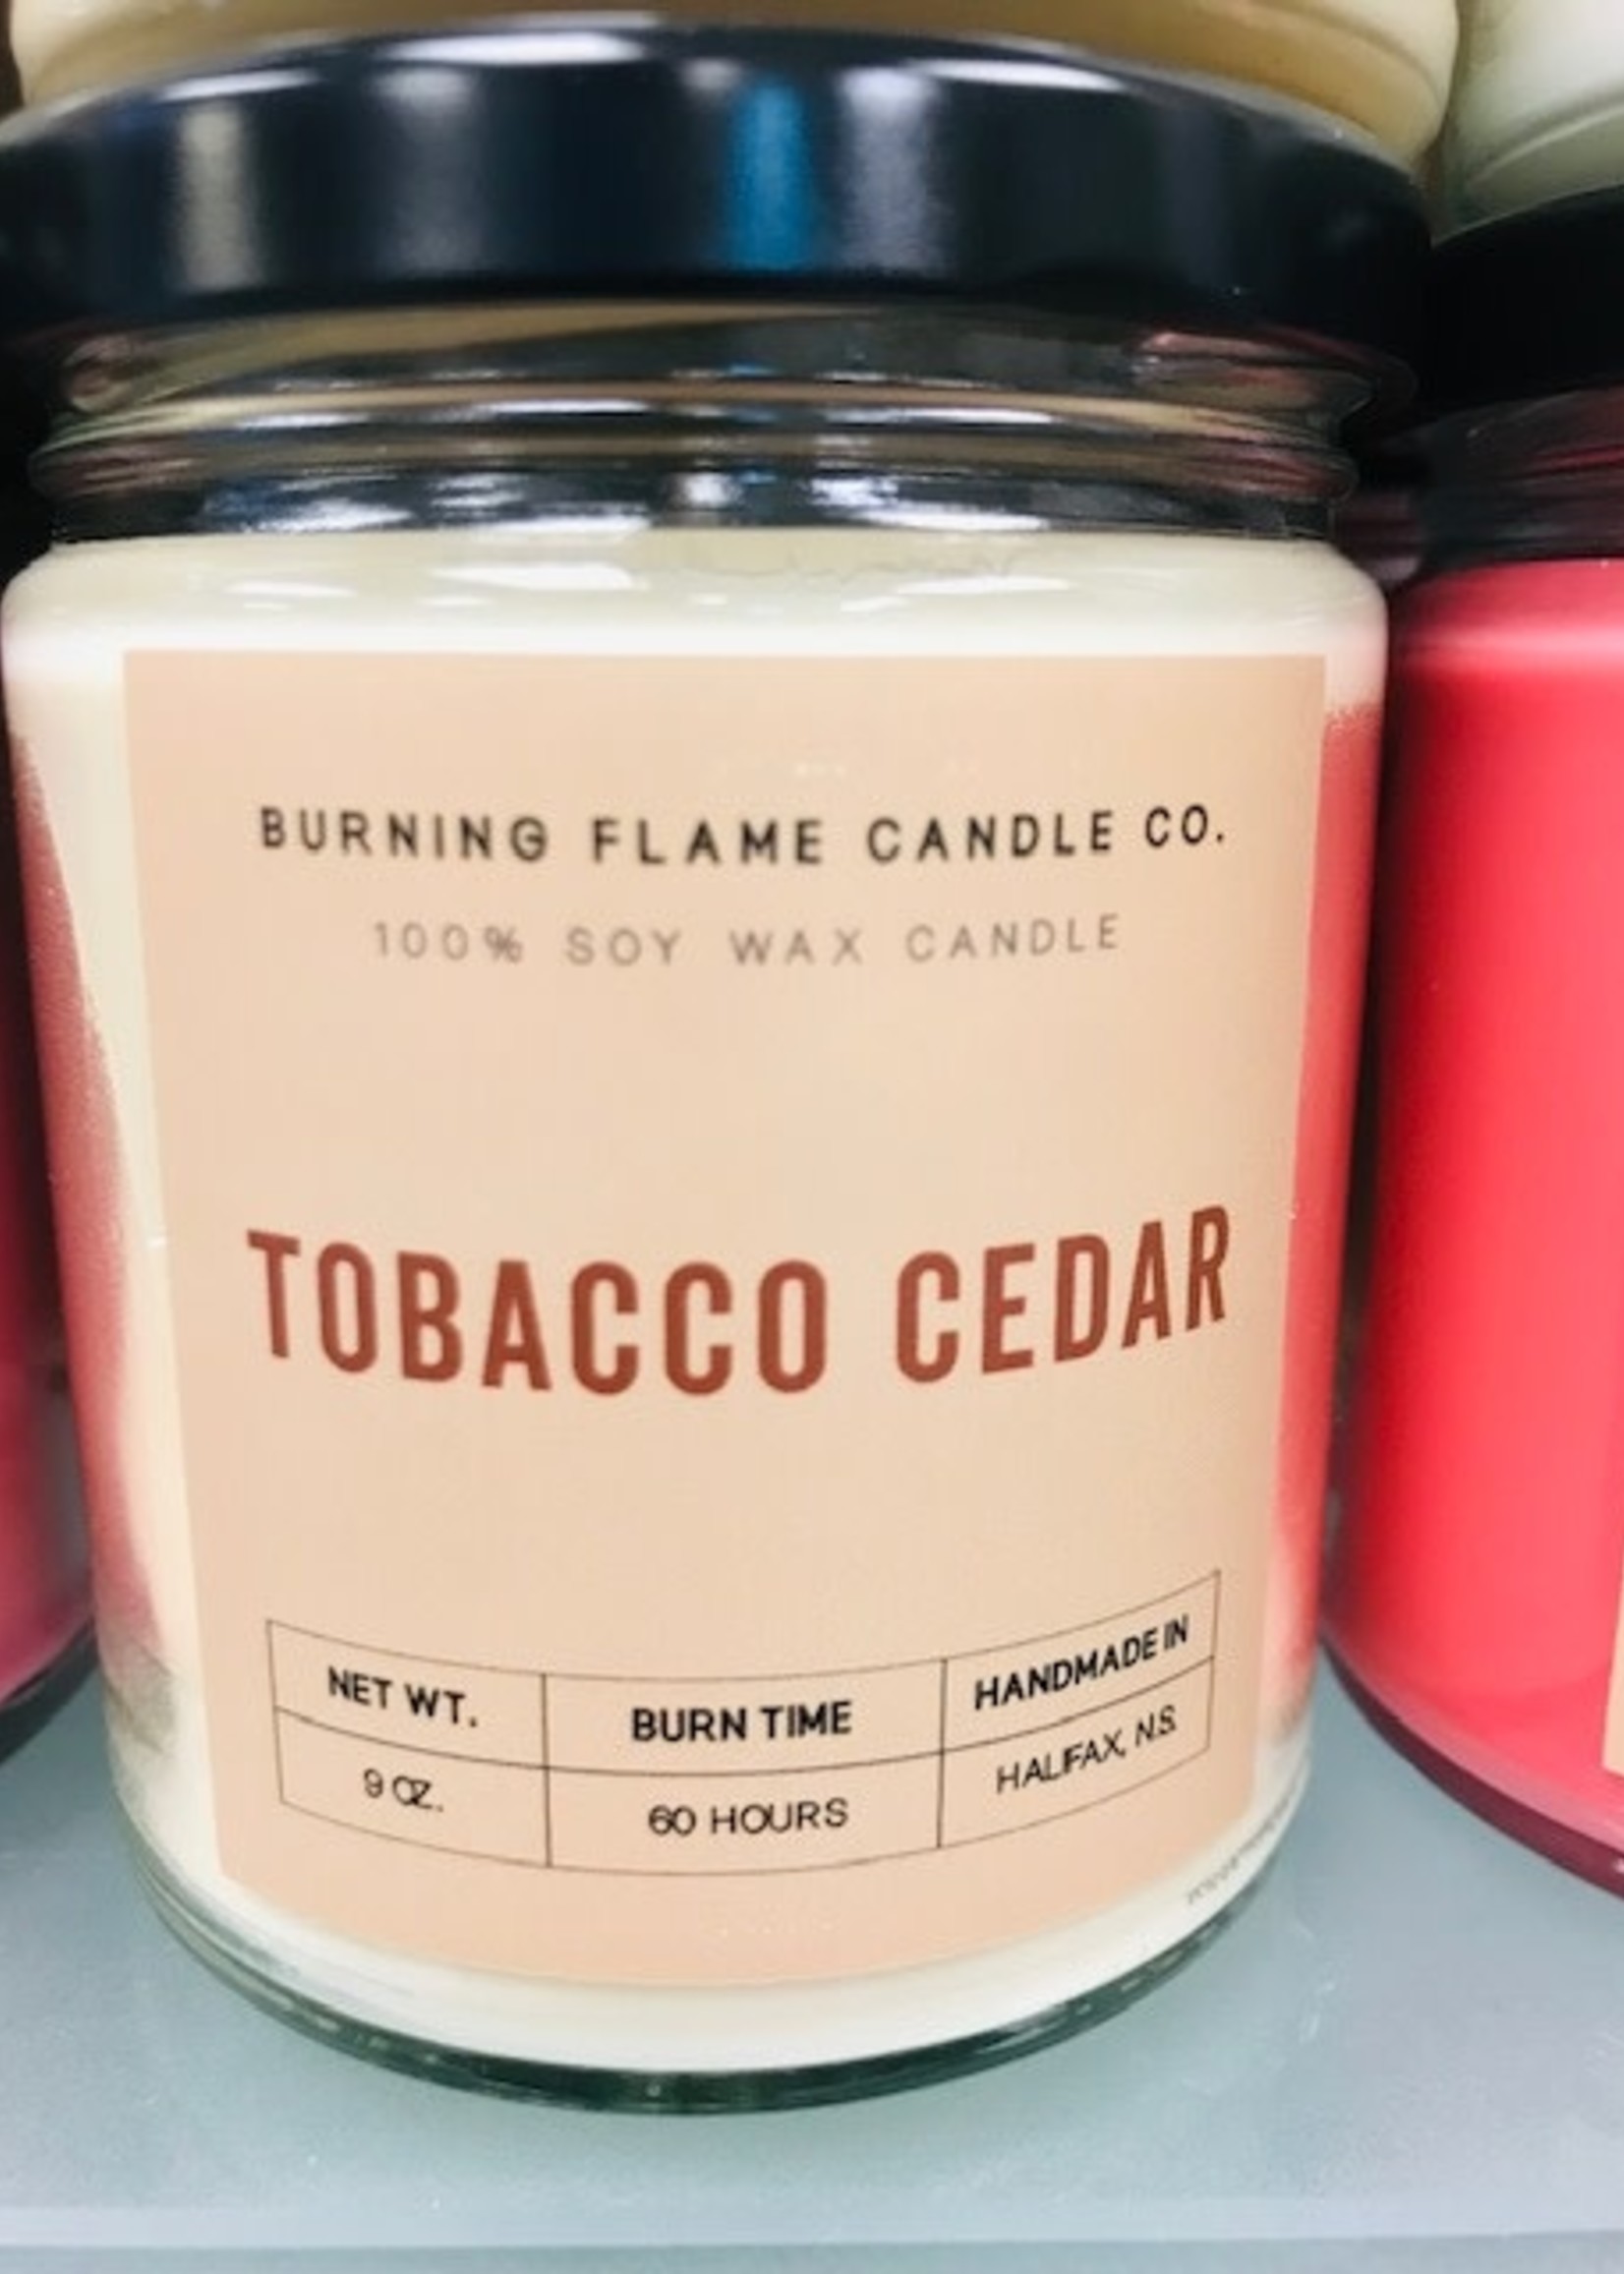 BURNING FLAME CANDLE CO.
100% SOY WAX CANDLE
TOBACCO CEDAR
NET WT. BURN TIME HANDMADE IN
9 OZ. 60 HOURS HALIFAX, N.S.